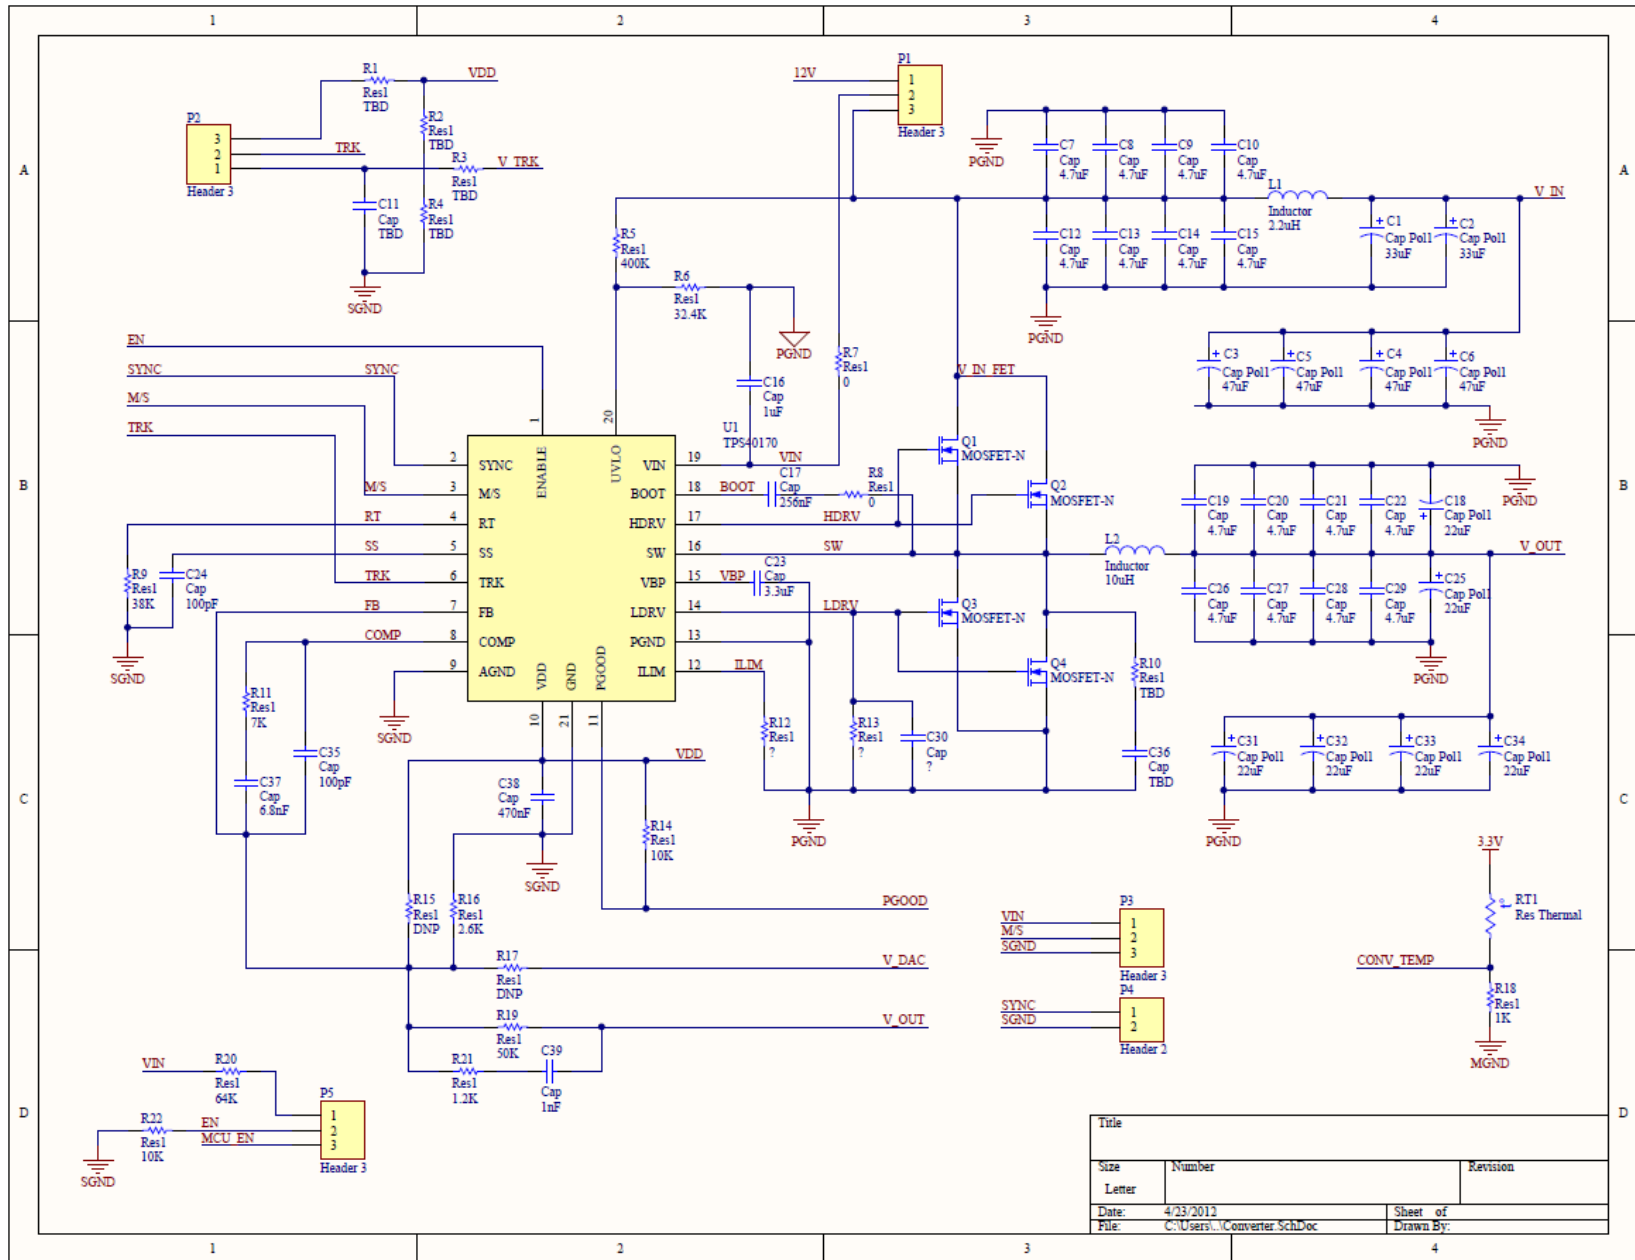 1 2 3 4
A
B
C
D
A
B
C
D
1 2 3 4
P2
3
2
1
Header 3
TRK
R1
Res1
TBD
VDD
R2
Res1
TBD
R3
Res1
TBD
V_TRK
R4
Res1
TBD
C11
Cap
TBD
SGND
12V
P1
1
2
3
Header 3
PGND
C7
Cap
4.7uF
C8
Cap
4.7uF
C9
Cap
4.7uF
C10
Cap
4.7uF
L1
Inductor
2.2uH
V_IN
C12
Cap
4.7uF
C13
Cap
4.7uF
C14
Cap
4.7uF
C15
Cap
4.7uF
C1
Cap Pol1
33uF
C2
Cap Pol1
33uF
PGND
R5
Res1
400K
R6
Res1
32.4K
PGND
R7
Res1
0
C16
Cap
1uF
V_IN_FET
C3
Cap Pol1
47uF
C5
Cap Pol1
47uF
C4
Cap Pol1
47uF
C6
Cap Pol1
47uF
PGND
EN
SYNC
SYNC
M/S
TRK
M/S
RT
SS
TRK
FB
COMP
U1
TPS40170
1
ENABLE
20
UVLO
2 SYNC
3 M/S
4 RT
5 SS
6 TRK
7 FB
8 COMP
9 AGND
VIN 19
BOOT 18
HDRV 17
SW 16
VBP 15
LDRV 14
PGND 13
ILIM 12
VDD
10
GND
21
PGOOD
11
VIN
BOOT
HDRV
SW
VBP
LDRV
ILIM
C17
Cap
256nF
R8
Res1
0
Q1
MOSFET-N
Q2
MOSFET-N
C23
Cap
3.3uF
Q3
MOSFET-N
Q4
MOSFET-N
L2
Inductor
10uH
C19
Cap
4.7uF
C20
Cap
4.7uF
C21
Cap
4.7uF
C22
Cap
4.7uF
C18
Cap Pol1
22uF
PGND
V_OUT
C26
Cap
4.7uF
C27
Cap
4.7uF
C28
Cap
4.7uF
C29
Cap
4.7uF
C25
Cap Pol1
22uF
PGND
R9
Res1
38K
C24
Cap
100pF
SGND
SGND
R11
Res1
7K
C35
Cap
100pF
C37
Cap
6.8nF
R12
Res1
?
R13
Res1
?
C30
Cap
?
R10
Res1
TBD
C36
Cap
TBD
PGND
C31
Cap Pol1
22uF
C32
Cap Pol1
22uF
C33
Cap Pol1
22uF
C34
Cap Pol1
22uF
PGND
VDD
C38
Cap
470nF
SGND
R14
Res1
10K
R15
Res1
DNP
R16
Res1
2.6K
PGOOD
R17
Res1
DNP
V_DAC
R19
Res1
50K
V_OUT
R21
Res1
1.2K
C39
Cap
1nF
P3
VIN 1
M/S 2
SGND 3
Header 3
P4
SYNC 1
SGND 2
Header 2
3.3V
RT1
Res Thermal
CONV_TEMP
R18
Res1
1K
MGND
VIN
R20
Res1
64K
P5
1
2
3
Header 3
R22
Res1
10K
EN
MCU_EN
SGND
Title
Size
Letter
Number
Revision
Date: 4/23/2012 Sheet of
File: C:\Users\..\Converter.SchDoc Drawn By: